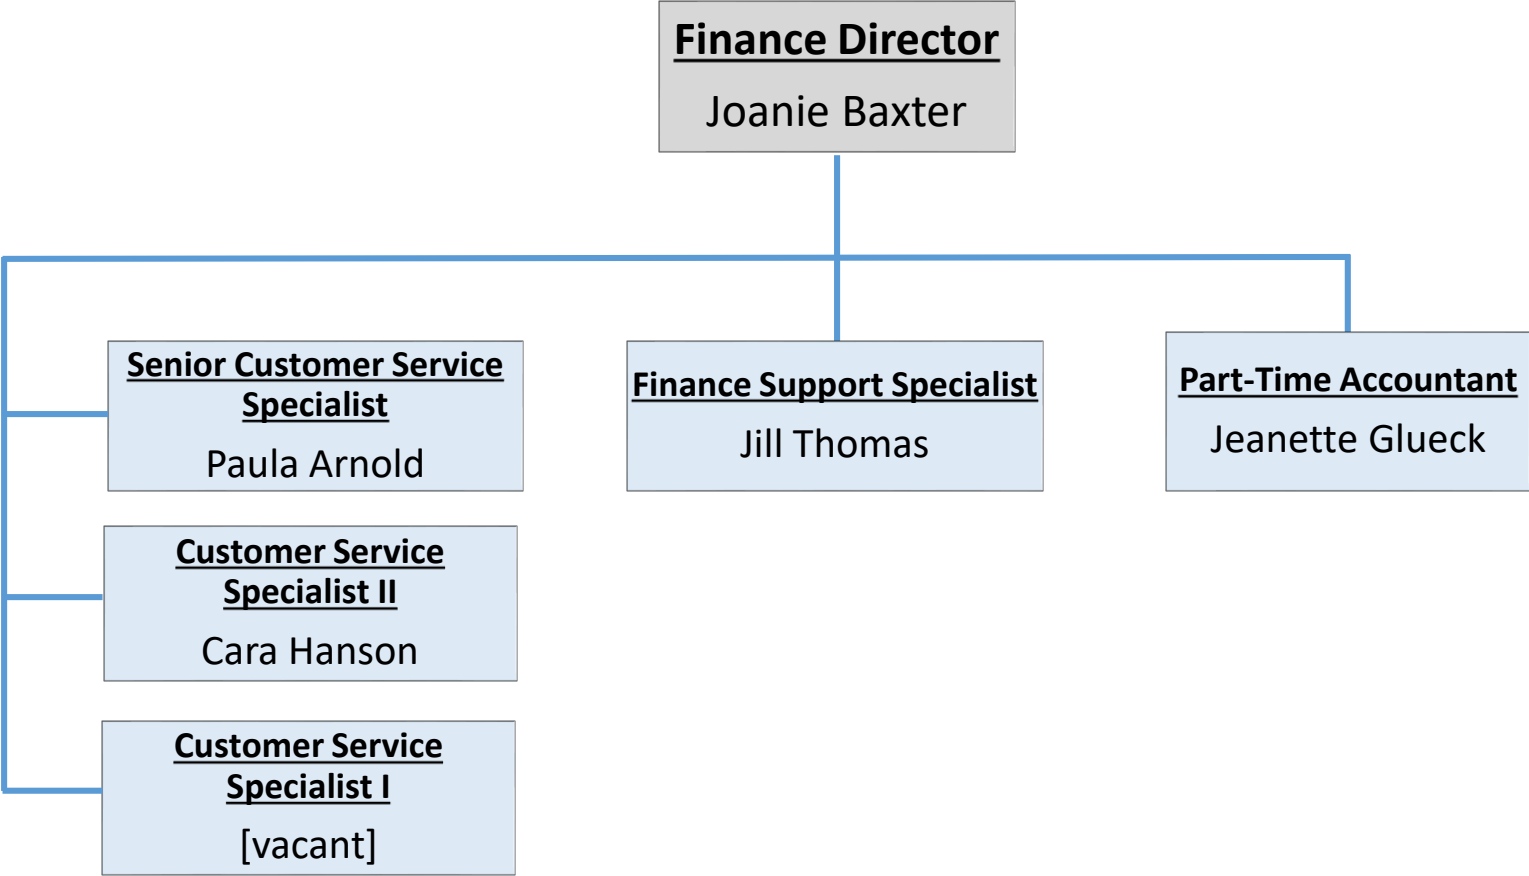 Finance Director
Joanie Baxter
Senior Customer Service
Specialist
Paula Arnold
Finance Support Specialist
Jill Thomas
Part-Time Accountant
Jeanette Glueck
Customer Service
Specialist II
Cara Hanson
Customer Service
Specialist I
[vacant]